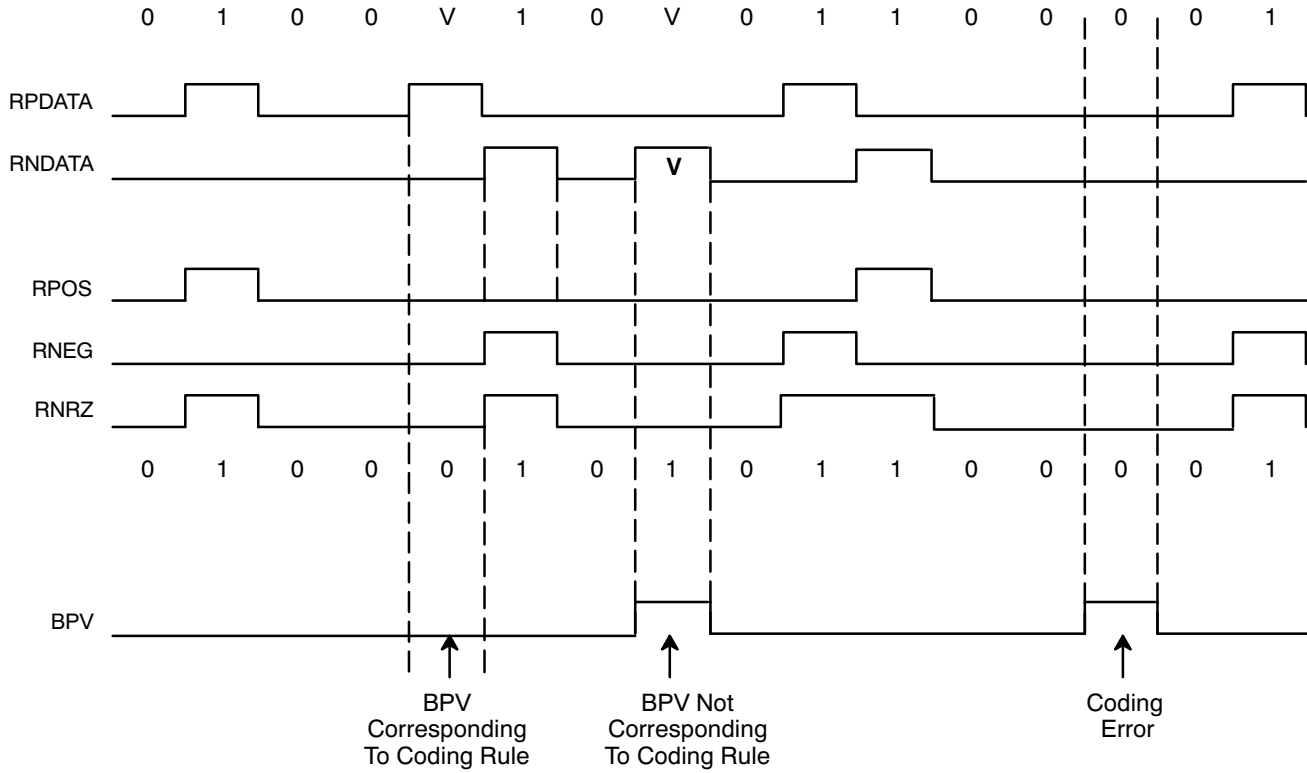 0 1 0 0 V 1 0 V 0 1 1 0 0 0 0 1
RPDATA
RNDATA
V
RPOS
RNEG
RNRZ
0 1 0 0 0 1 0 1 0 1 1 0 0 0 0 1
BPV
BPV
Corresponding
To Coding Rule
BPV Not
Corresponding
To Coding Rule
Coding
Error